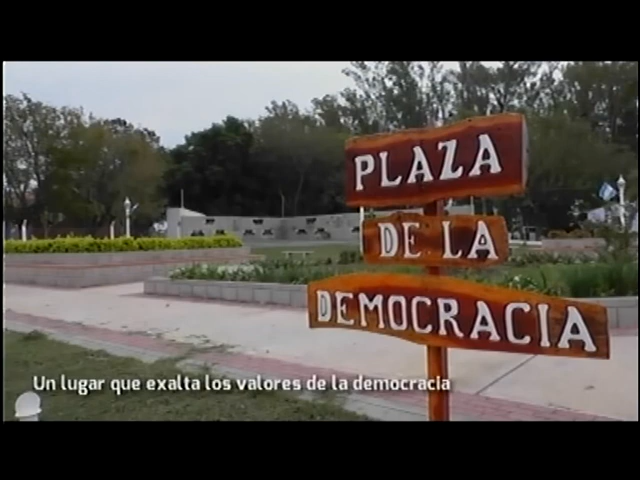 PLAZA
DE LA
DEMOCRACIA
Un lugar que exalta los valores de la democracia